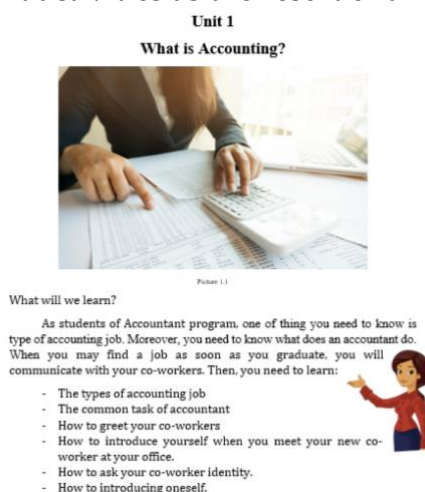 Unit 1
What is Accounting?
Picture 1.1
What will we learn?
As students of Accountant program, one of thing you need to know is
type of accounting job. Moreover, you need to know what does an accountant do.
When you may find a job as soon as you graduate, you will
communicate with your co-workers. Then, you need to learn:
- The types of accounting job
- The common task of accountant
- How to greet your co-workers
- How to introduce yourself when you meet your new co-
worker at your office.
- How to ask your co-worker identity.
- How to introducing oneself.